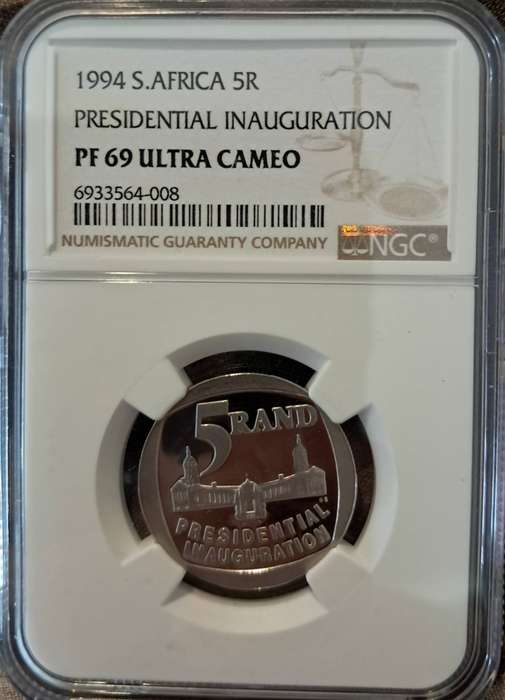 1994 S.AFRICA 5R
PRESIDENTIAL INAUGURATION
PF 69 ULTRA CAMEO
6933564-008
NUMISMATIC GUARANTY COMPANY
NGC®
5 RAND
PRESIDENTIAL
INAUGURATION